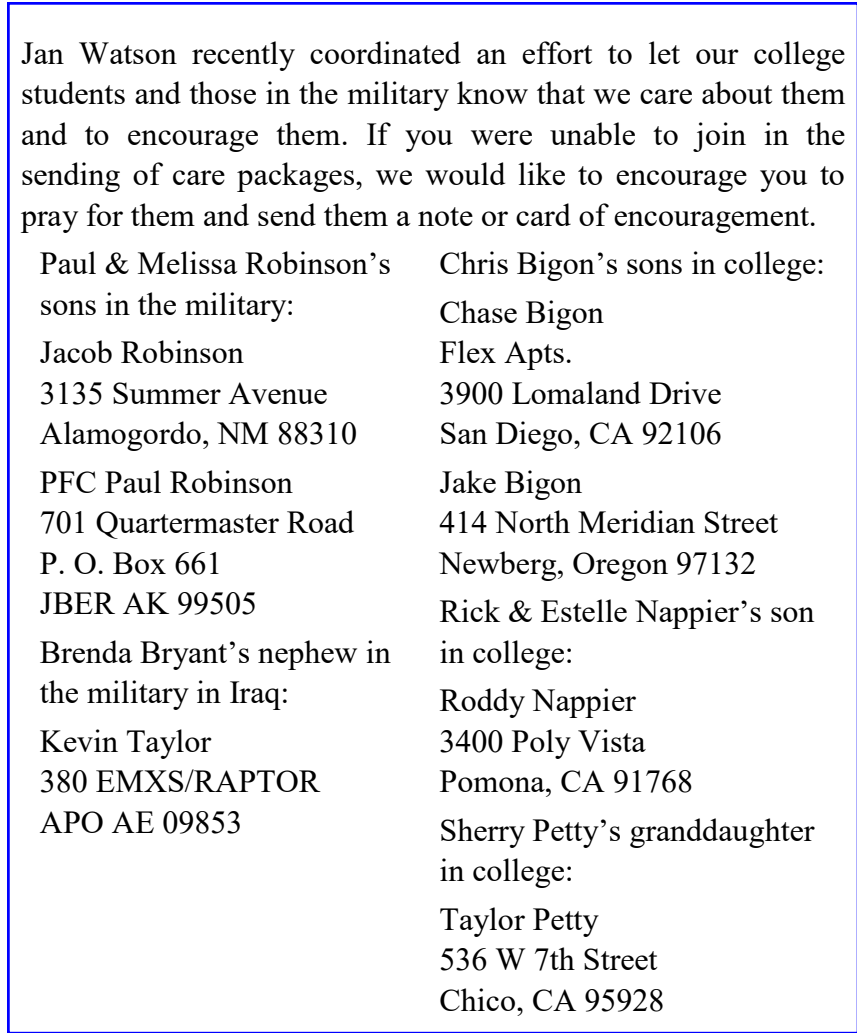 Jan Watson recently coordinated an effort to let our college
students and those in the military know that we care about them
and to encourage them. If you were unable to join in the
sending of care packages, we would like to encourage you to
pray for them and send them a note or card of encouragement.
Paul & Melissa Robinson’s
sons in the military:
Jacob Robinson
3135 Summer Avenue
Alamogordo, NM 88310
PFC Paul Robinson
701 Quartermaster Road
P. O. Box 661
JBER AK 99505
Brenda Bryant’s nephew in
the military in Iraq:
Kevin Taylor
380 EMXS/RAPTOR
APO AE 09853
Chris Bigon’s sons in college:
Chase Bigon
Flex Apts.
3900 Lomaland Drive
San Diego, CA 92106
Jake Bigon
414 North Meridian Street
Newberg, Oregon 97132
Rick & Estelle Nappier’s son
in college:
Roddy Nappier
3400 Poly Vista
Pomona, CA 91768
Sherry Petty’s granddaughter
in college:
Taylor Petty
536 W 7th Street
Chico, CA 95928